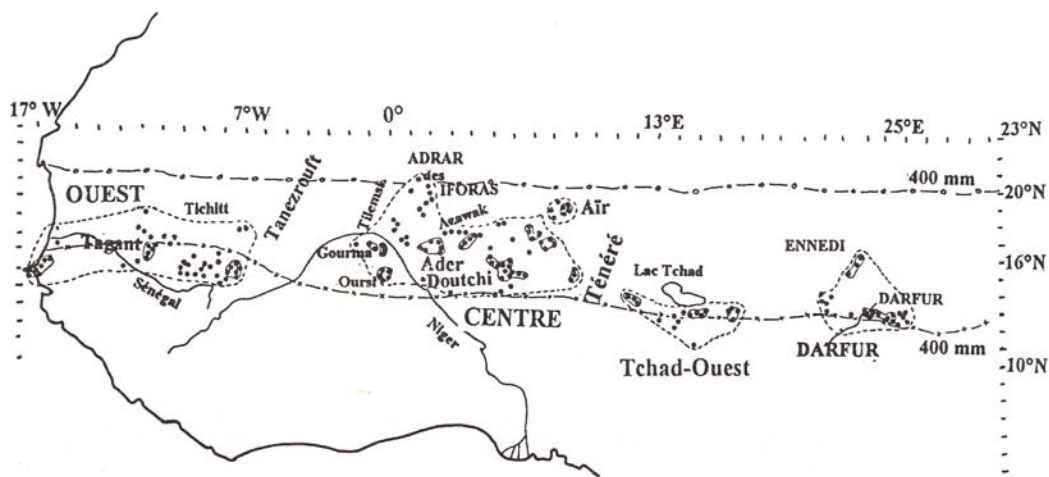 17° W
7°W
0°
13°E
25°E
23°N
20°N
16°N
10°N
400 mm
400 mm
OUEST
Tichitt
Tagant
Sénégal
Tanezrouft
Tilemsi
ADRAR
des
IFORAS
Azawak
Aïr
Gourma
Oursi
Ader
Doutchi
Ténéré
CENTRE
Niger
Lac Tchad
Tchad-Ouest
ENNEDI
DARFUR
DARFUR